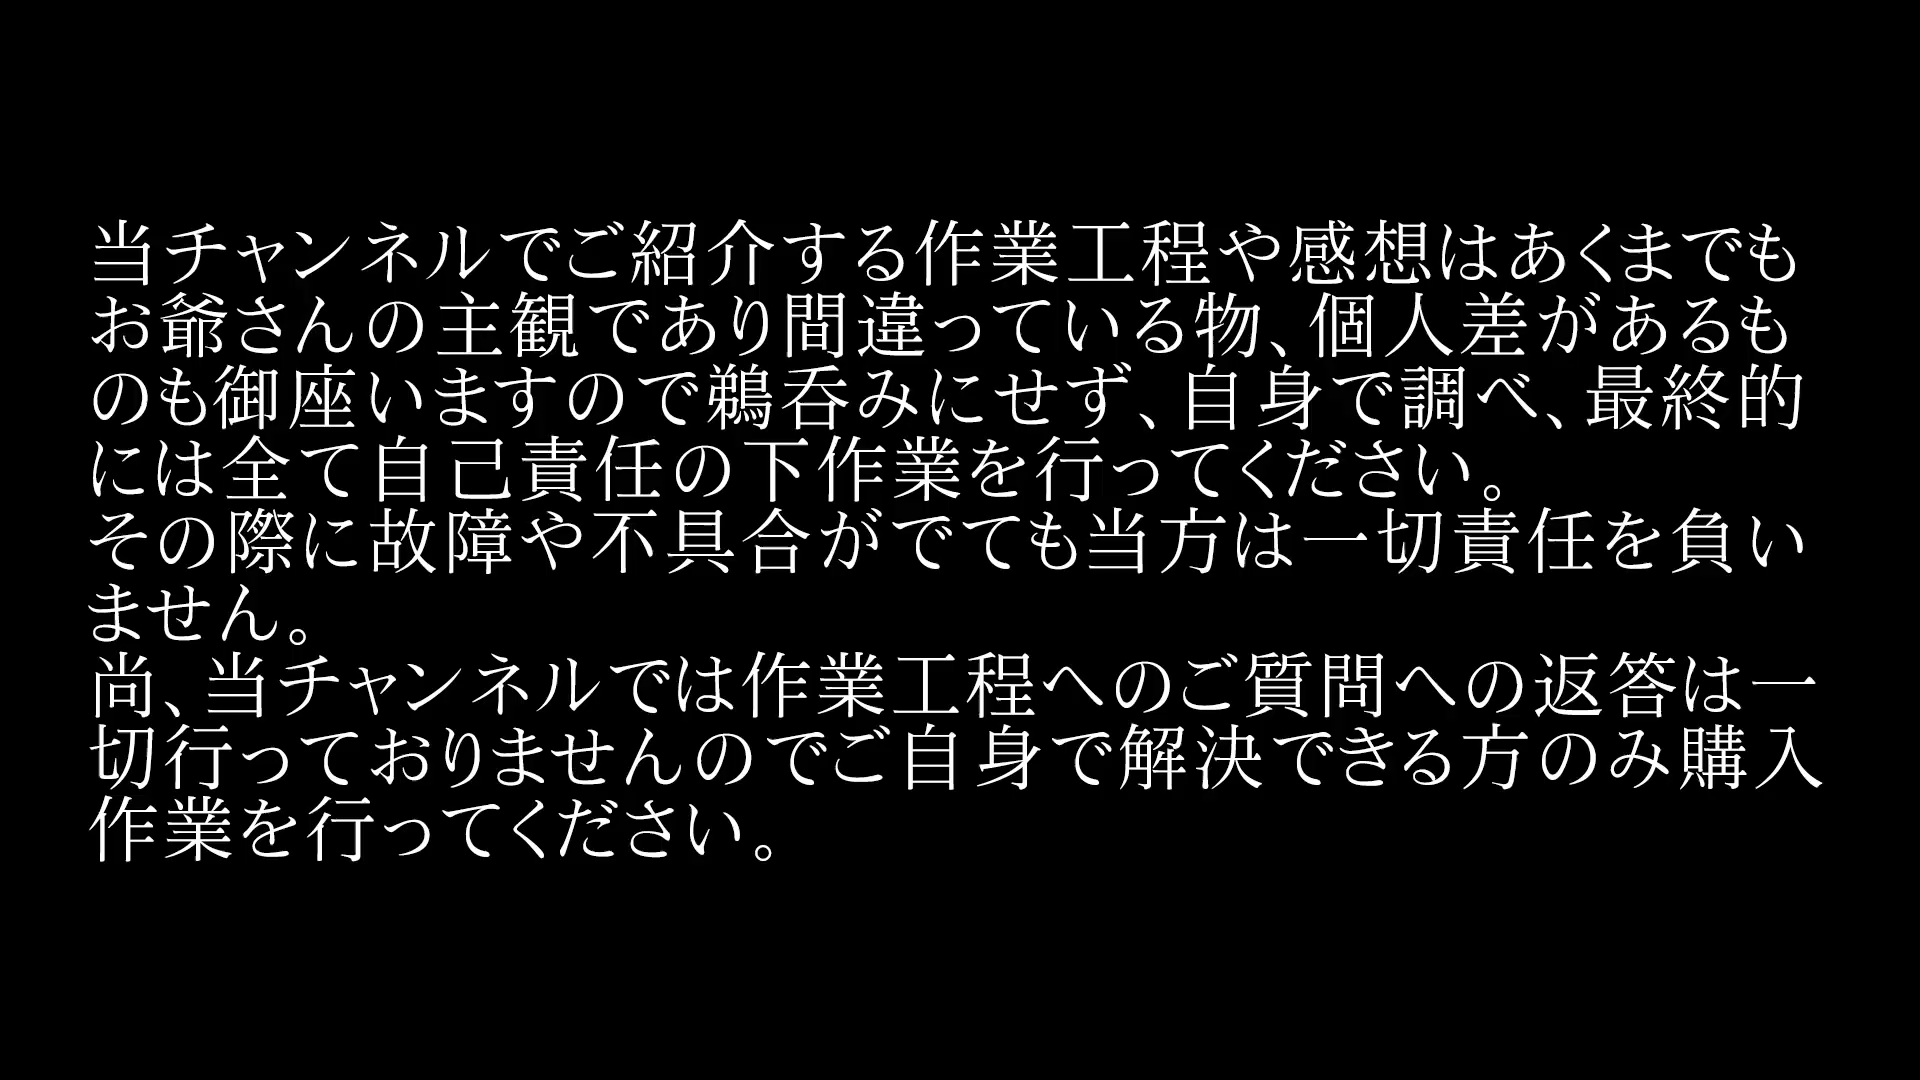 当チャンネルでご紹介する作業工程や感想はあくまでも
お爺さんの主観であり間違っている物、個人差があるも
のも御座いますので鵜呑みにせず、自身で調べ、最終的
には全て自己責任の下作業を行ってください。
その際に故障や不具合がでても当方は一切責任を負い
ません。
尚、当チャンネルでは作業工程へのご質問への返答は一
切行っておりませんのでご自身で解決できる方のみ購入
作業を行ってください。